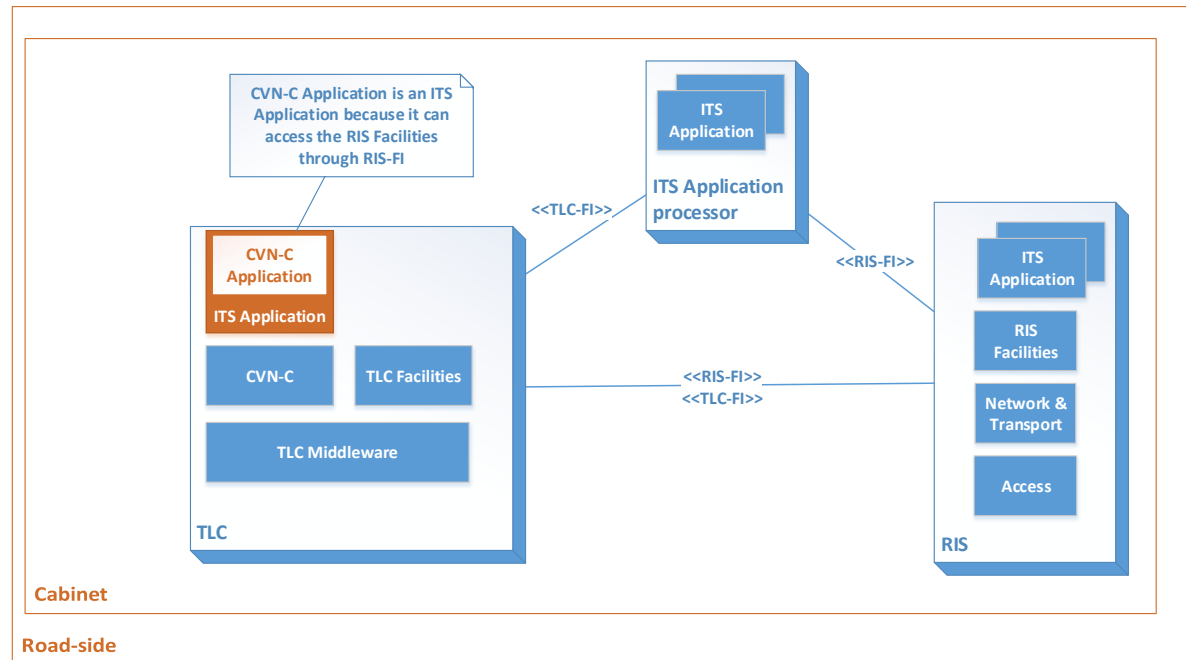 CVN-C Application is an ITS
Application because it can
access the RIS Facilities
through RIS-FI
ITS
Application
ITS Application
processor
<<TLC-FI>>
<<RIS-FI>>
CVN-C
Application
ITS Application
CVN-C
TLC Facilities
TLC Middleware
TLC
<<RIS-FI>>
<<TLC-FI>>
ITS
Application
RIS
Facilities
Network &
Transport
Access
RIS
Cabinet
Road-side